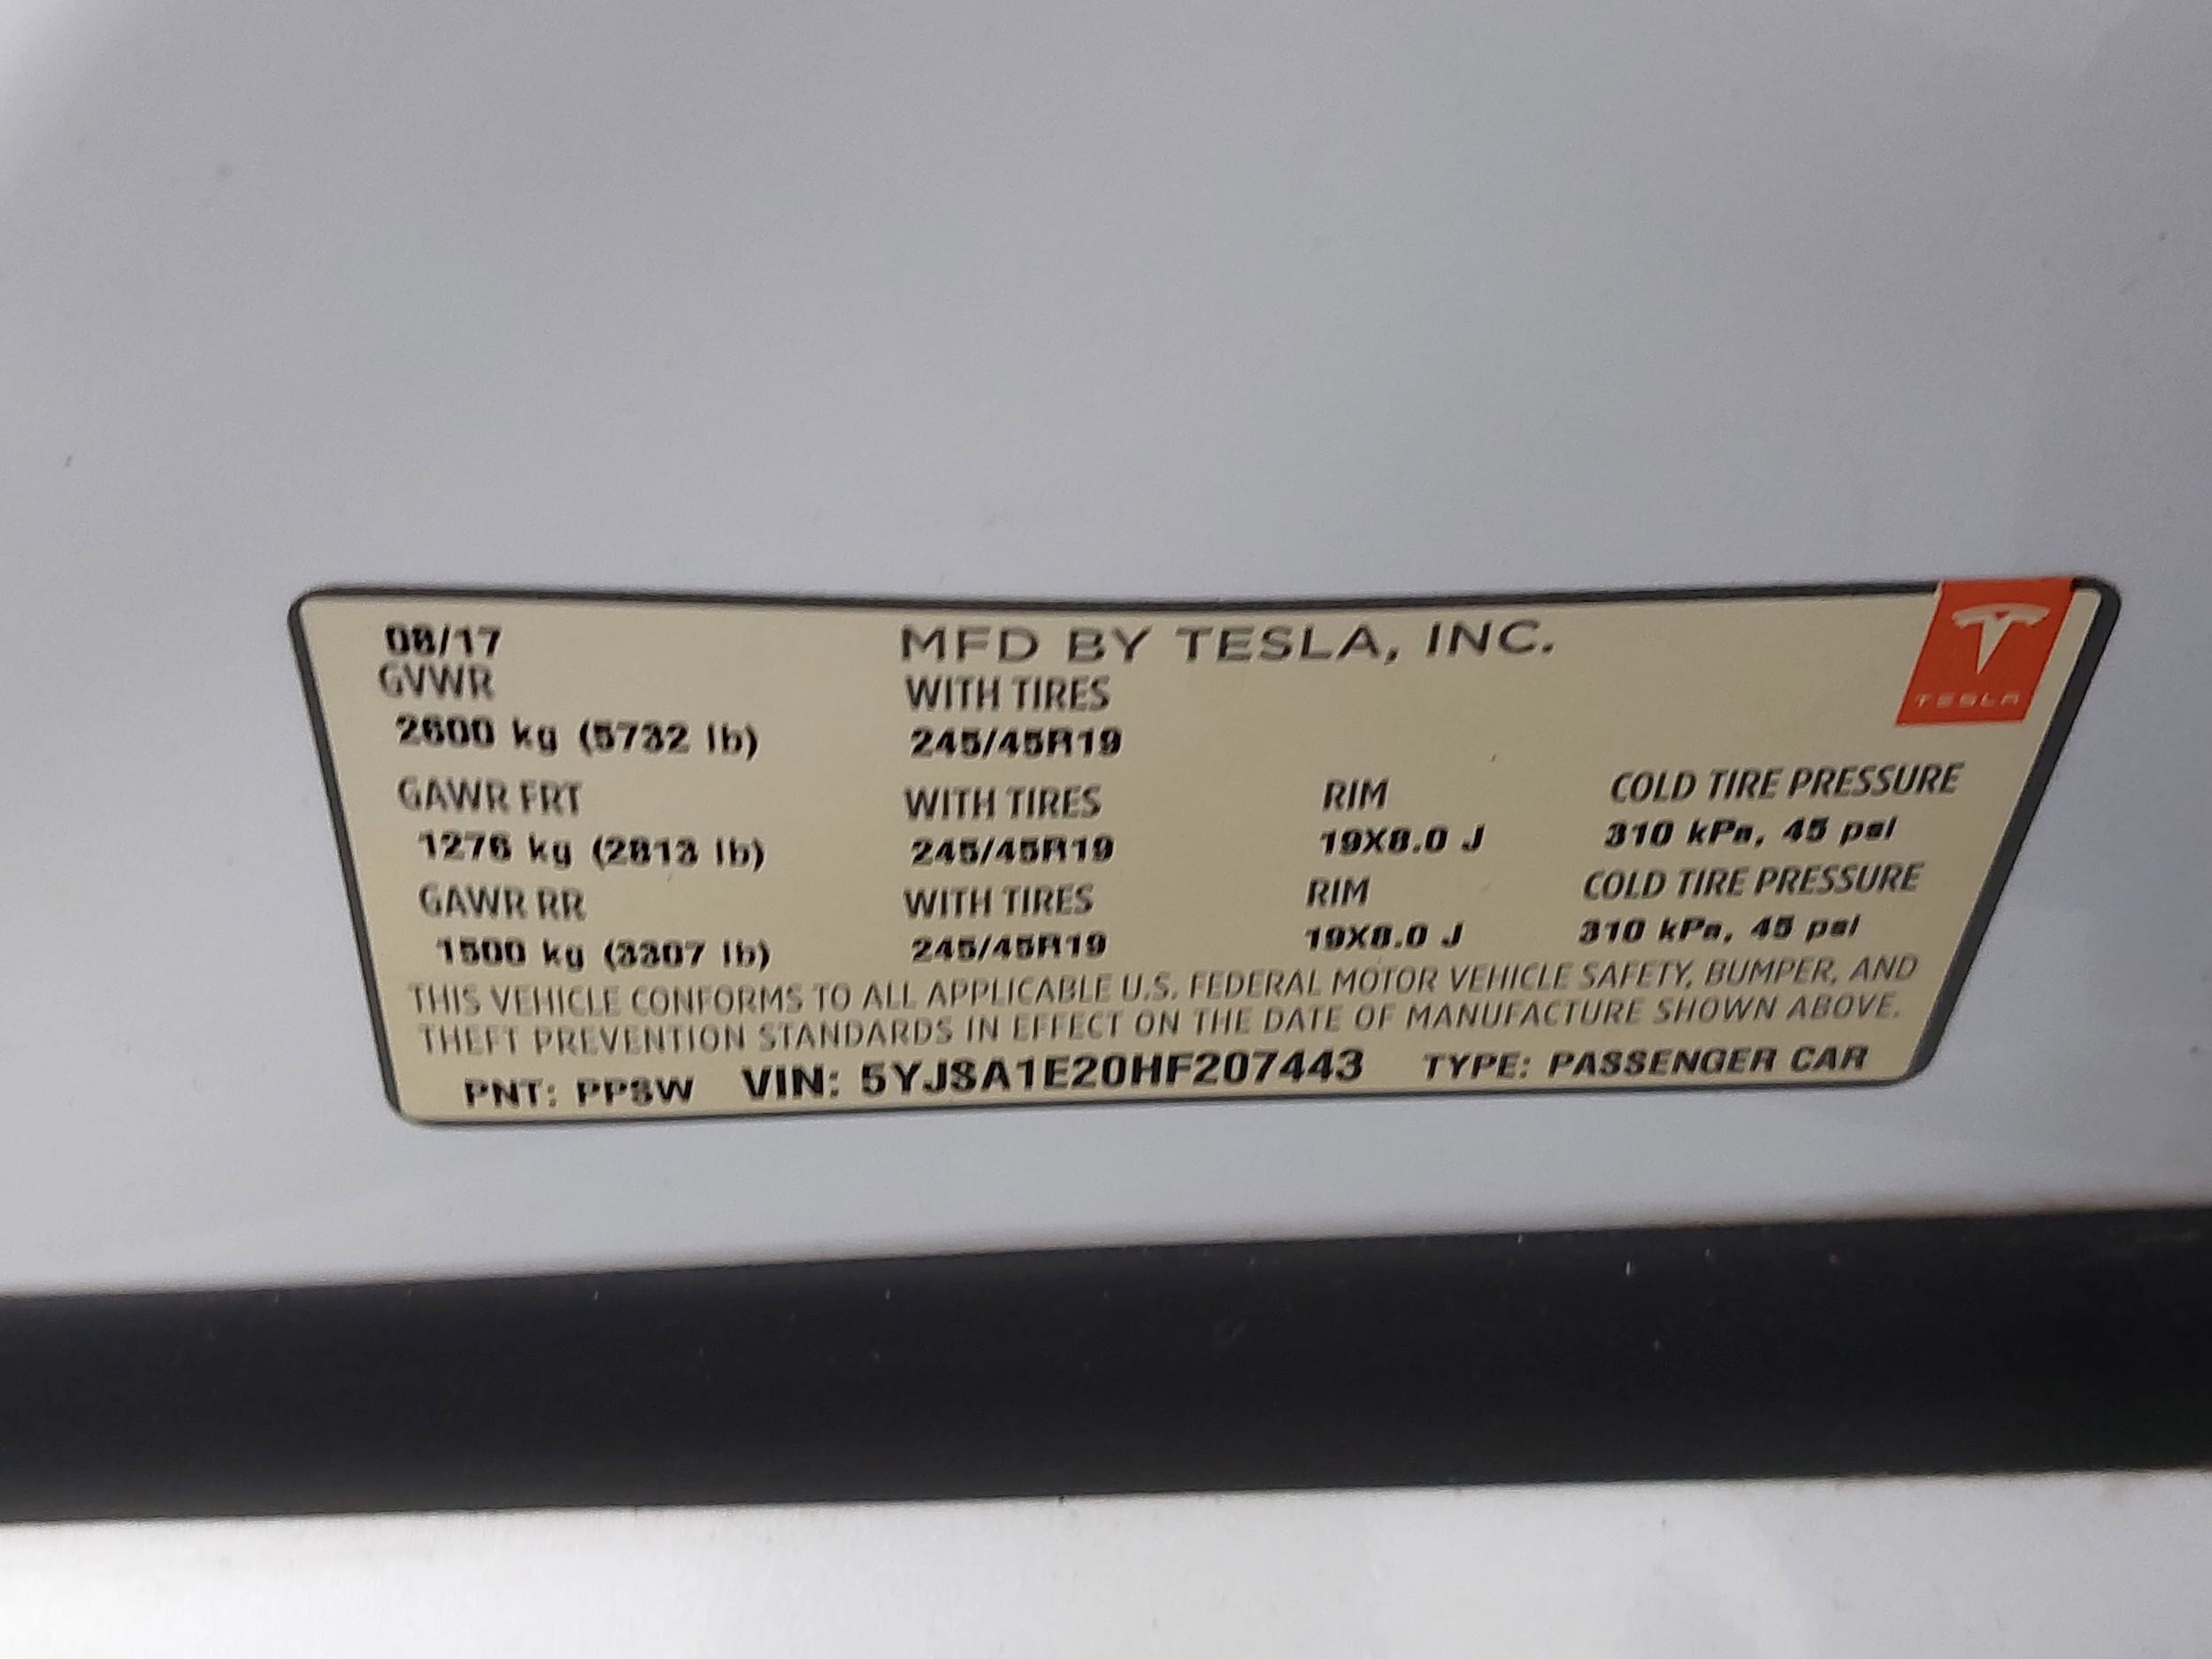 08/17 MFD BY TESLA, INC.
TESLA
GVWR WITH TIRES
2600 kg (5732 lb) 245/45R19
GAWR FRT WITH TIRES RIM COLD TIRE PRESSURE
1276 kg (2813 lb) 245/45R19 19X8.0 J 310 kPa, 45 psi
GAWR RR WITH TIRES RIM COLD TIRE PRESSURE
1500 kg (3307 lb) 245/45R19 19X8.0 J 310 kPa, 45 psi
THIS VEHICLE CONFORMS TO ALL APPLICABLE U.S. FEDERAL MOTOR VEHICLE SAFETY, BUMPER, AND
THEFT PREVENTION STANDARDS IN EFFECT ON THE DATE OF MANUFACTURE SHOWN ABOVE.
PNT: PPSW VIN: 5YJSA1E20HF207443 TYPE: PASSENGER CAR